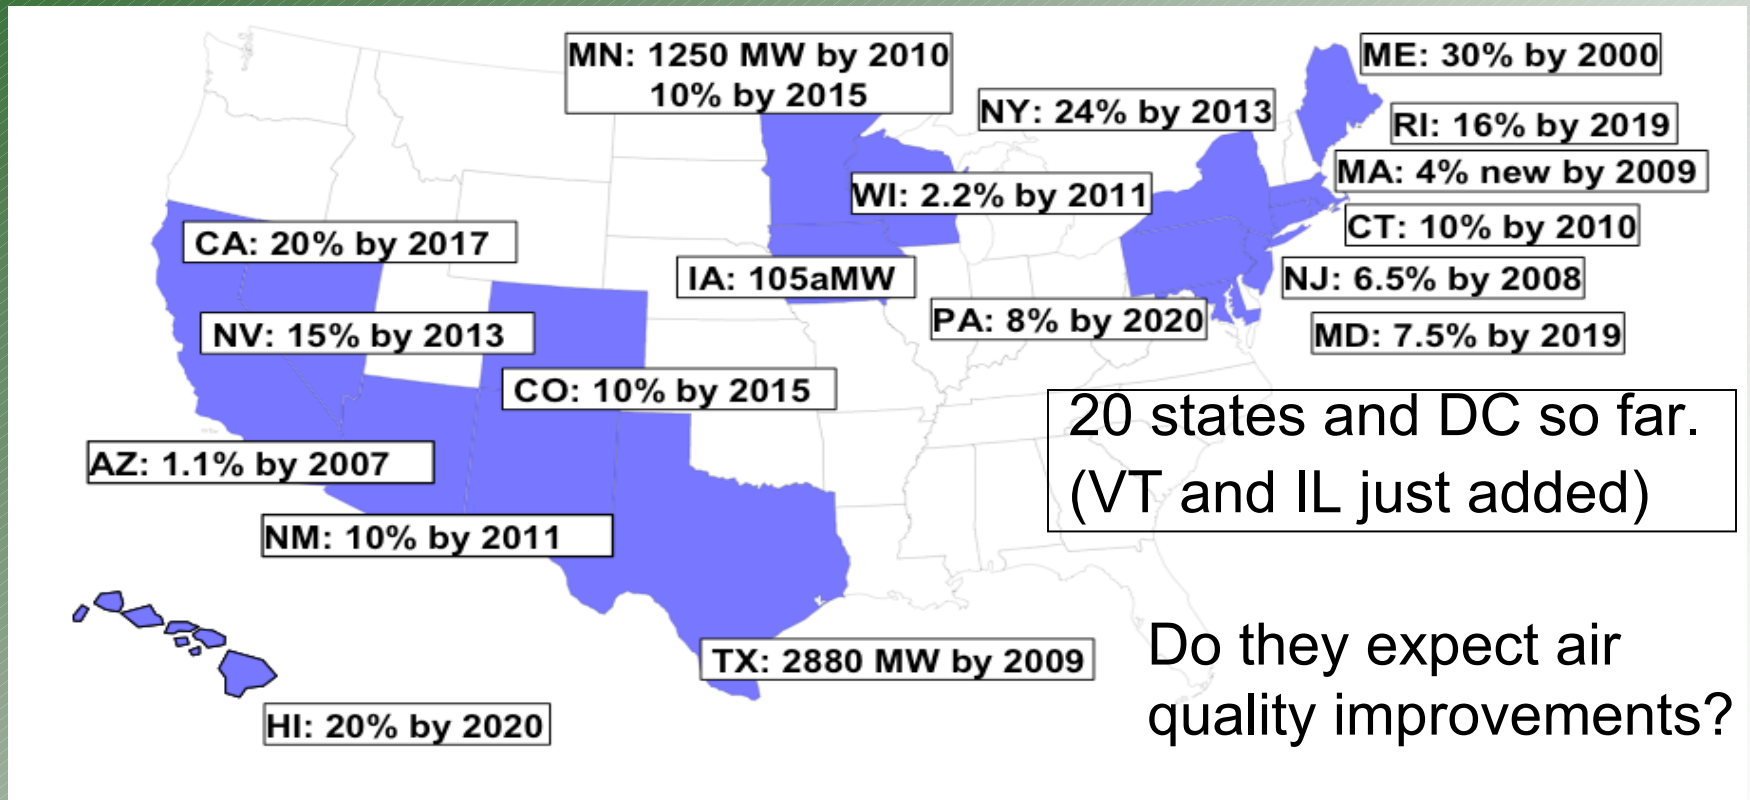 MN: 1250 MW by 2010
10% by 2015
ME: 30% by 2000
NY: 24% by 2013
RI: 16% by 2019
MA: 4% new by 2009
WI: 2.2% by 2011
CT: 10% by 2010
CA: 20% by 2017
IA: 105aMW
NJ: 6.5% by 2008
PA: 8% by 2020
NV: 15% by 2013
MD: 7.5% by 2019
CO: 10% by 2015
20 states and DC so far.
(VT and IL just added)
AZ: 1.1% by 2007
NM: 10% by 2011
TX: 2880 MW by 2009
Do they expect air
quality improvements?
HI: 20% by 2020